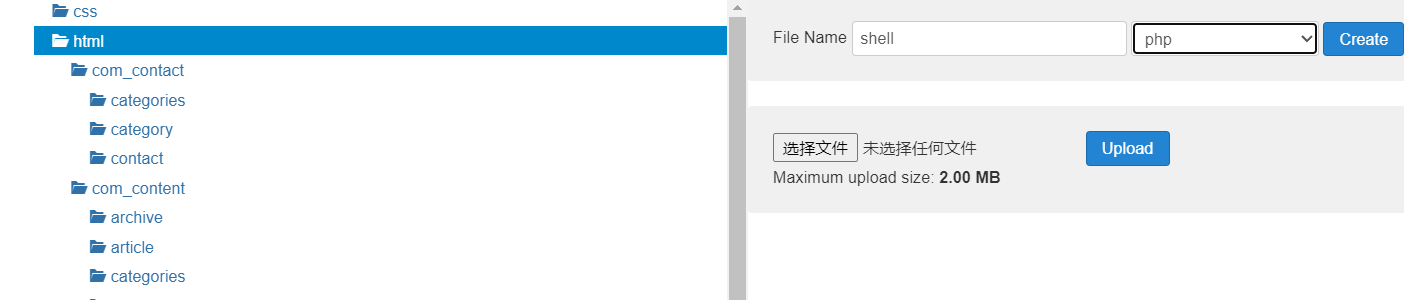 css
html
com_contact
categories
category
contact
com_content
archive
article
categories
File Name shell php Create
选择文件 未选择任何文件 Upload
Maximum upload size: 2.00 MB